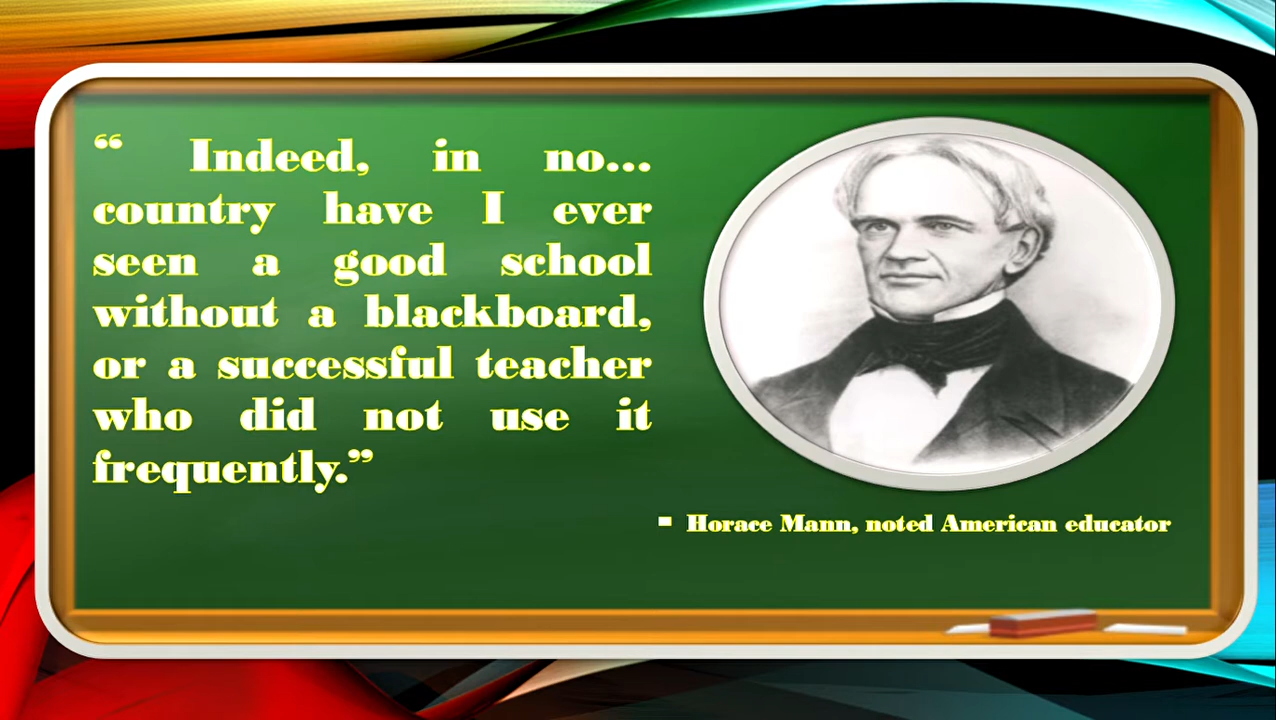 “ Indeed, in no…
country have I ever
seen a good school
without a blackboard,
or a successful teacher
who did not use it
frequently.”
▪ Horace Mann, noted American educator